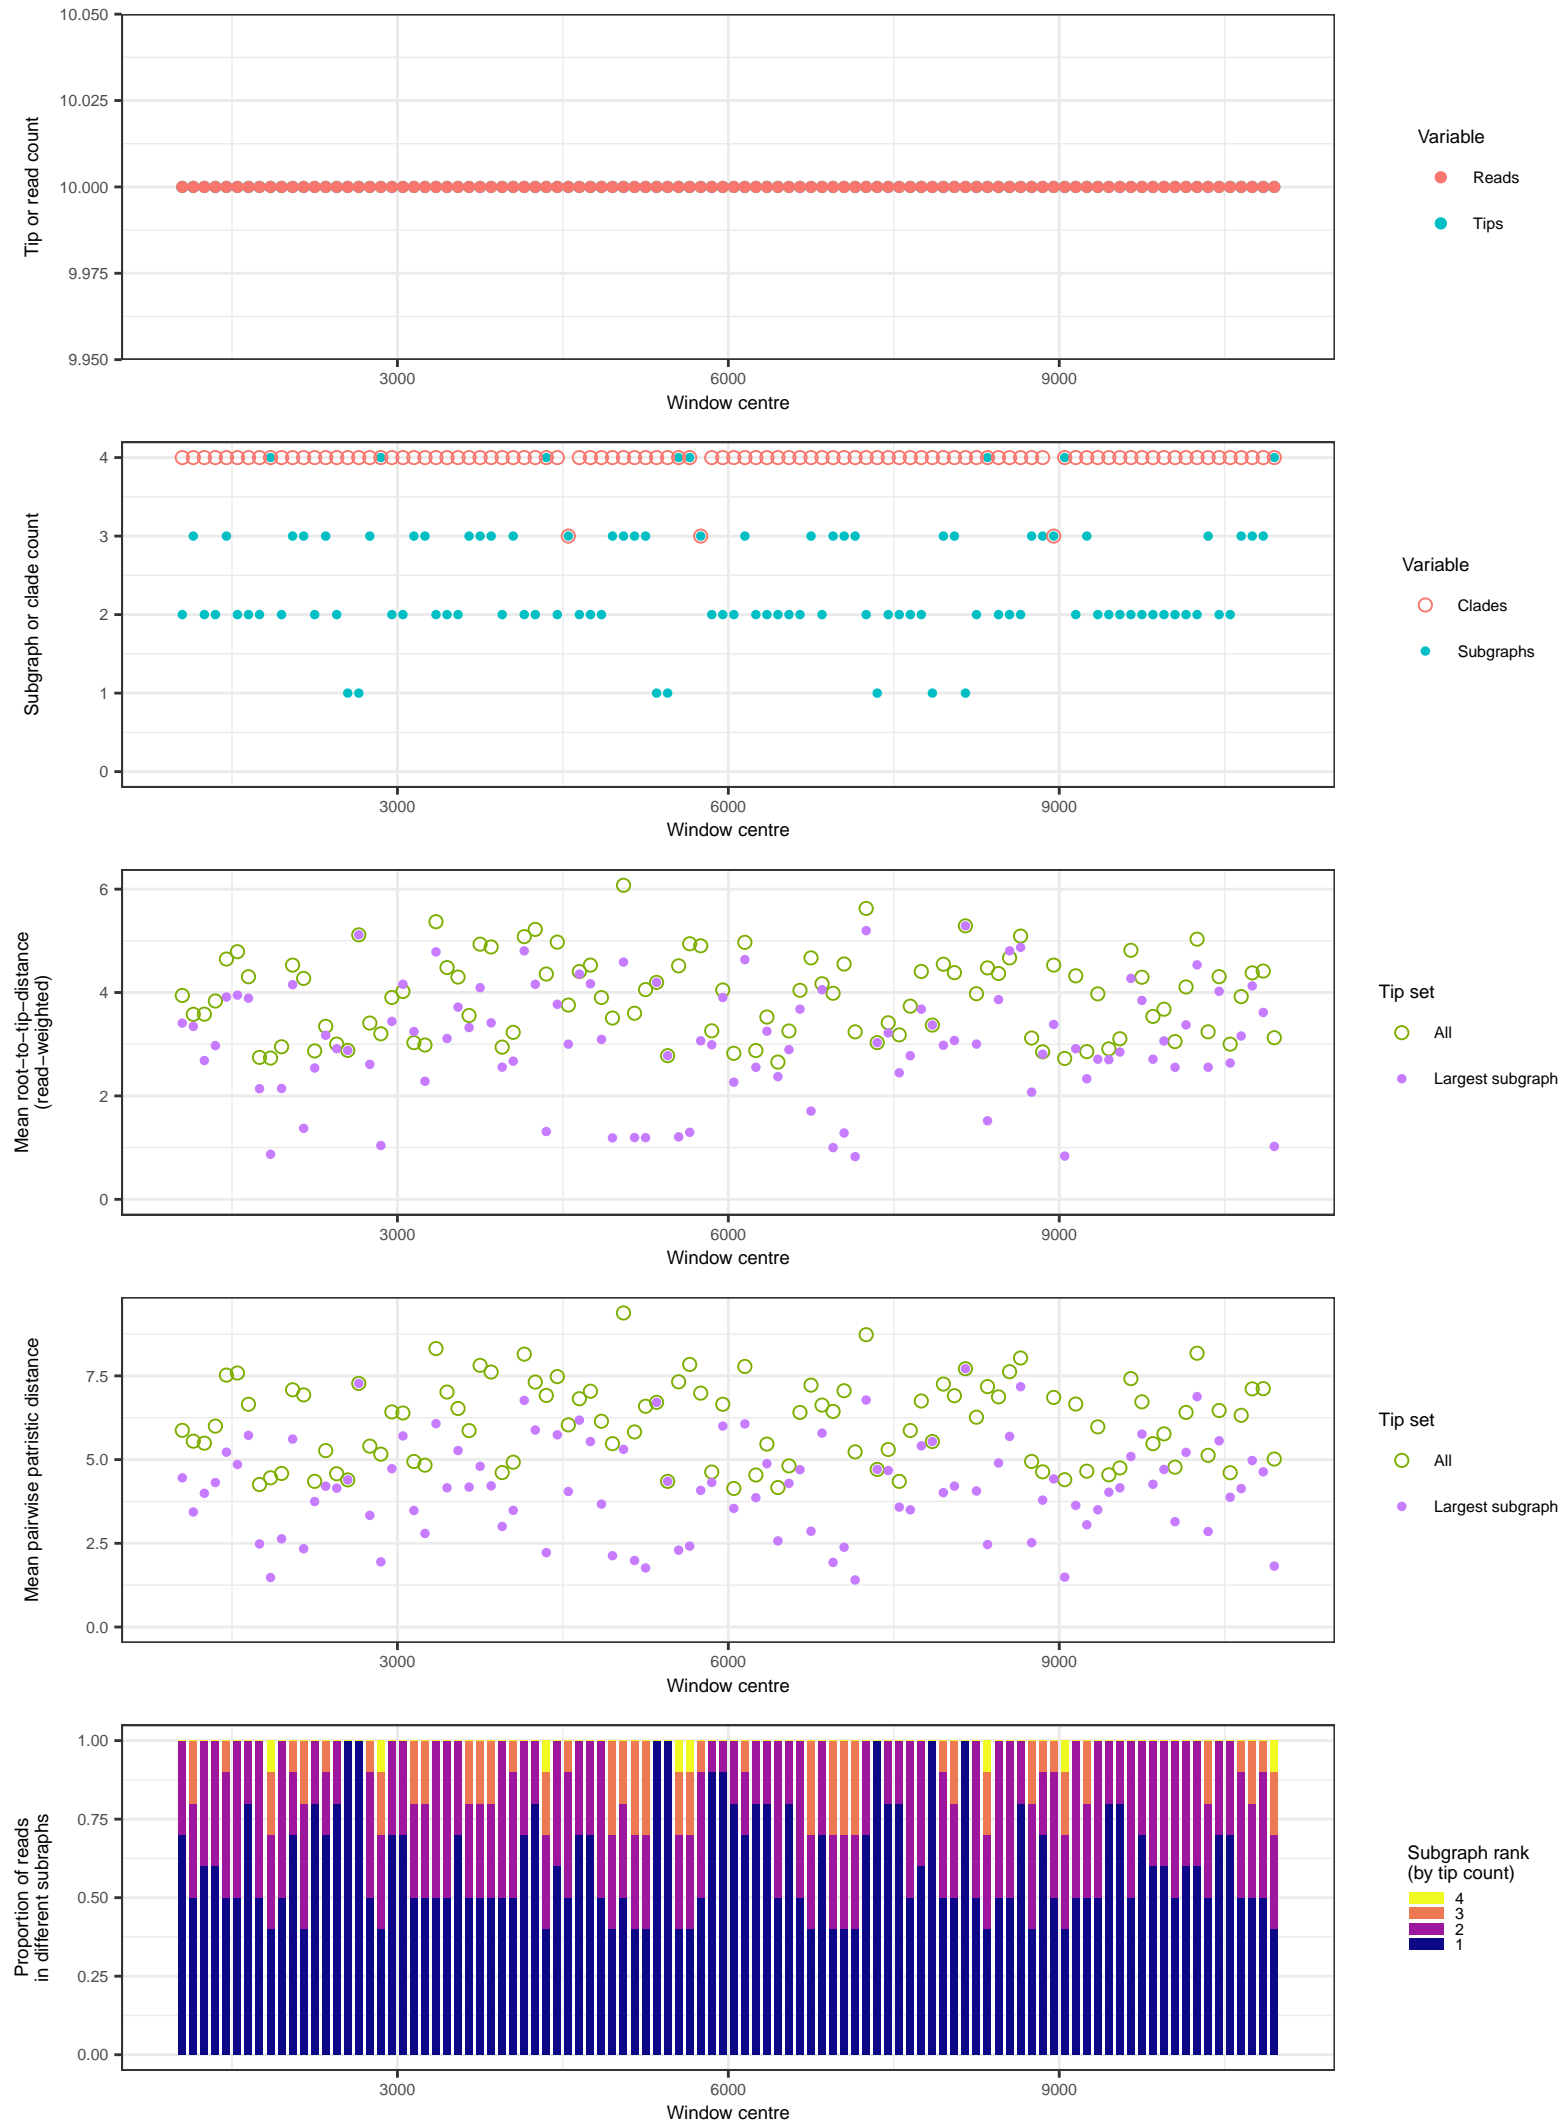 10.050
10.025
10.000
9.975
9.950
Tip or read count
3000
6000
9000
Window centre
Variable
Reads
Tips
4
3
2
1
0
Subgraph or clade count
3000
6000
9000
Window centre
Variable
Clades
Subgraphs
6
4
2
0
Mean root−to−tip−distance
(read−weighted)
3000
6000
9000
Window centre
Tip set
All
Largest subgraph
7.5
5.0
2.5
0.0
Mean pairwise patristic distance
3000
6000
9000
Window centre
Tip set
All
Largest subgraph
1.00
0.75
0.50
0.25
0.00
Proportion of reads
in different subraphs
3000
6000
9000
Window centre
Subgraph rank
(by tip count)
4
3
2
1